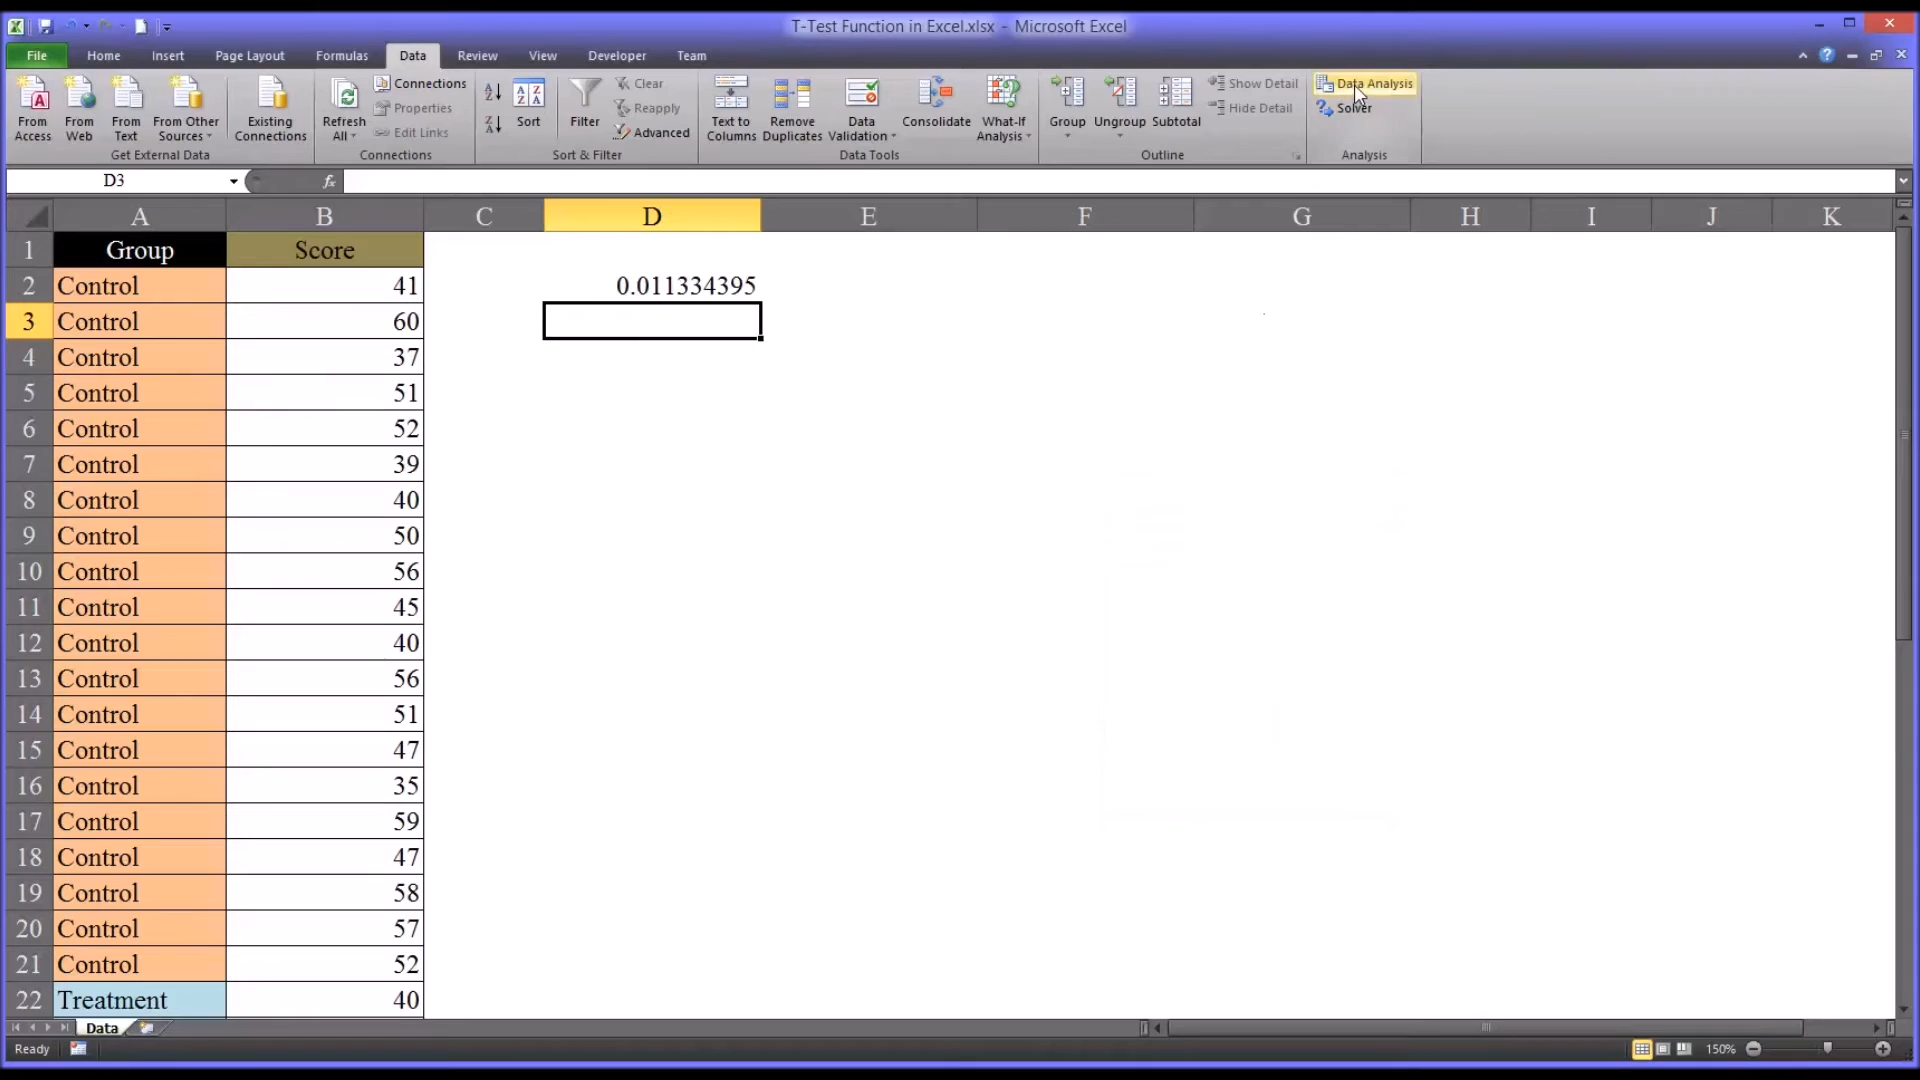 T-Test Function in Excel.xlsx - Microsoft Excel
File Home Insert Page Layout Formulas Data Review View Developer Team
From Access
From Web
From Text
From Other Sources
Existing Connections
Get External Data
Refresh All
Connections
Properties
Edit Links
Connections
Sort
Filter
Clear
Reapply
Advanced
Sort & Filter
Text to Columns
Remove Duplicates
Data Validation
Consolidate
What-If Analysis
Data Tools
Group
Ungroup
Subtotal
Show Detail
Hide Detail
Outline
Data Analysis
Solver
Analysis
D3 fx
A B C D E F G H I J K
1 Group Score
2 Control 41 0.011334395
3 Control 60
4 Control 37
5 Control 51
6 Control 52
7 Control 39
8 Control 40
9 Control 50
10 Control 56
11 Control 45
12 Control 40
13 Control 56
14 Control 51
15 Control 47
16 Control 35
17 Control 59
18 Control 47
19 Control 58
20 Control 57
21 Control 52
22 Treatment 40
Data
Ready 150%